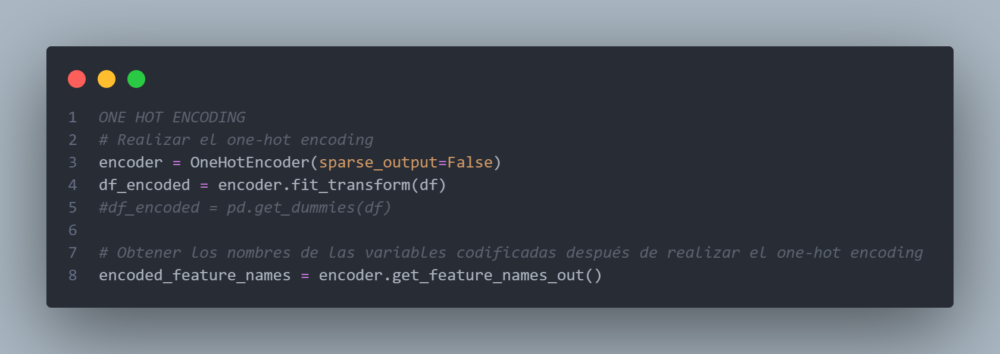 1 ONE HOT ENCODING
2 # Realizar el one-hot encoding
3 encoder = OneHotEncoder(sparse_output=False)
4 df_encoded = encoder.fit_transform(df)
5 #df_encoded = pd.get_dummies(df)
6
7 # Obtener los nombres de las variables codificadas después de realizar el one-hot encoding
8 encoded_feature_names = encoder.get_feature_names_out()